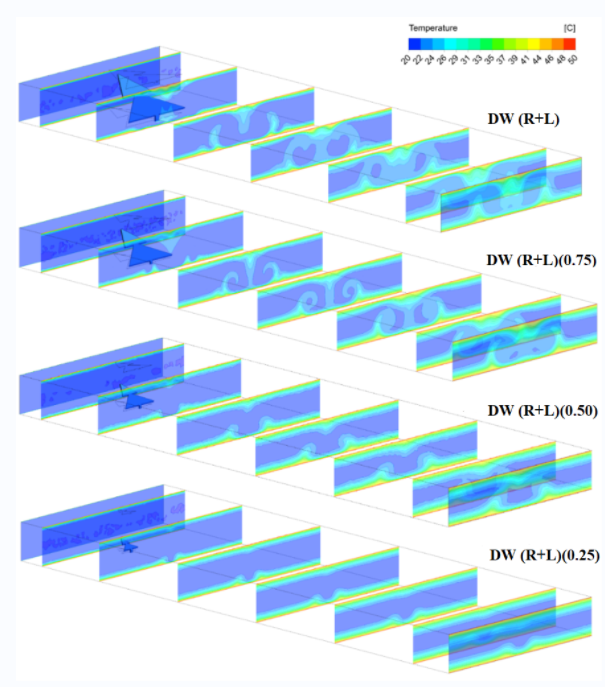 Temperature [C]
20 22 24 26 29 31 33 35 37 39 41 44 46 48 50
DW (R+L)
DW (R+L)(0.75)
DW (R+L)(0.50)
DW (R+L)(0.25)